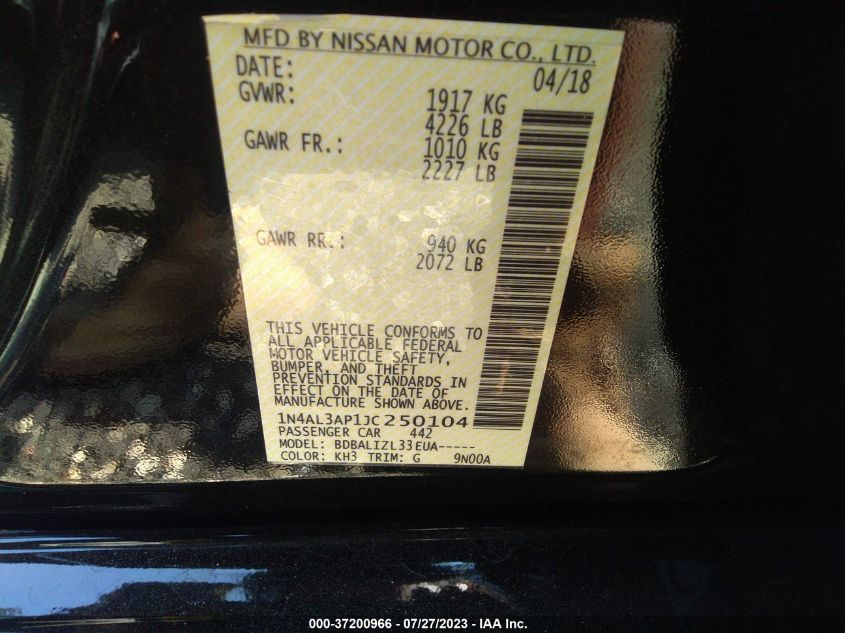 MFD BY NISSAN MOTOR CO., LTD.
DATE: 04/18
GVWR: 1917 KG
4226 LB
GAWR FR.: 1010 KG
2227 LB
GAWR RR.: 940 KG
2072 LB
THIS VEHICLE CONFORMS TO
ALL APPLICABLE FEDERAL
MOTOR VEHICLE SAFETY,
BUMPER, AND THEFT
PREVENTION STANDARDS IN
EFFECT ON THE DATE OF
MANUFACTURE SHOWN ABOVE.
1N4AL3AP1JC250104
PASSENGER CAR 442
MODEL: BDBALIZL33EUA-----
COLOR: KH3 TRIM: G 9N00A
000-37200966 - 07/27/2023 - IAA Inc.